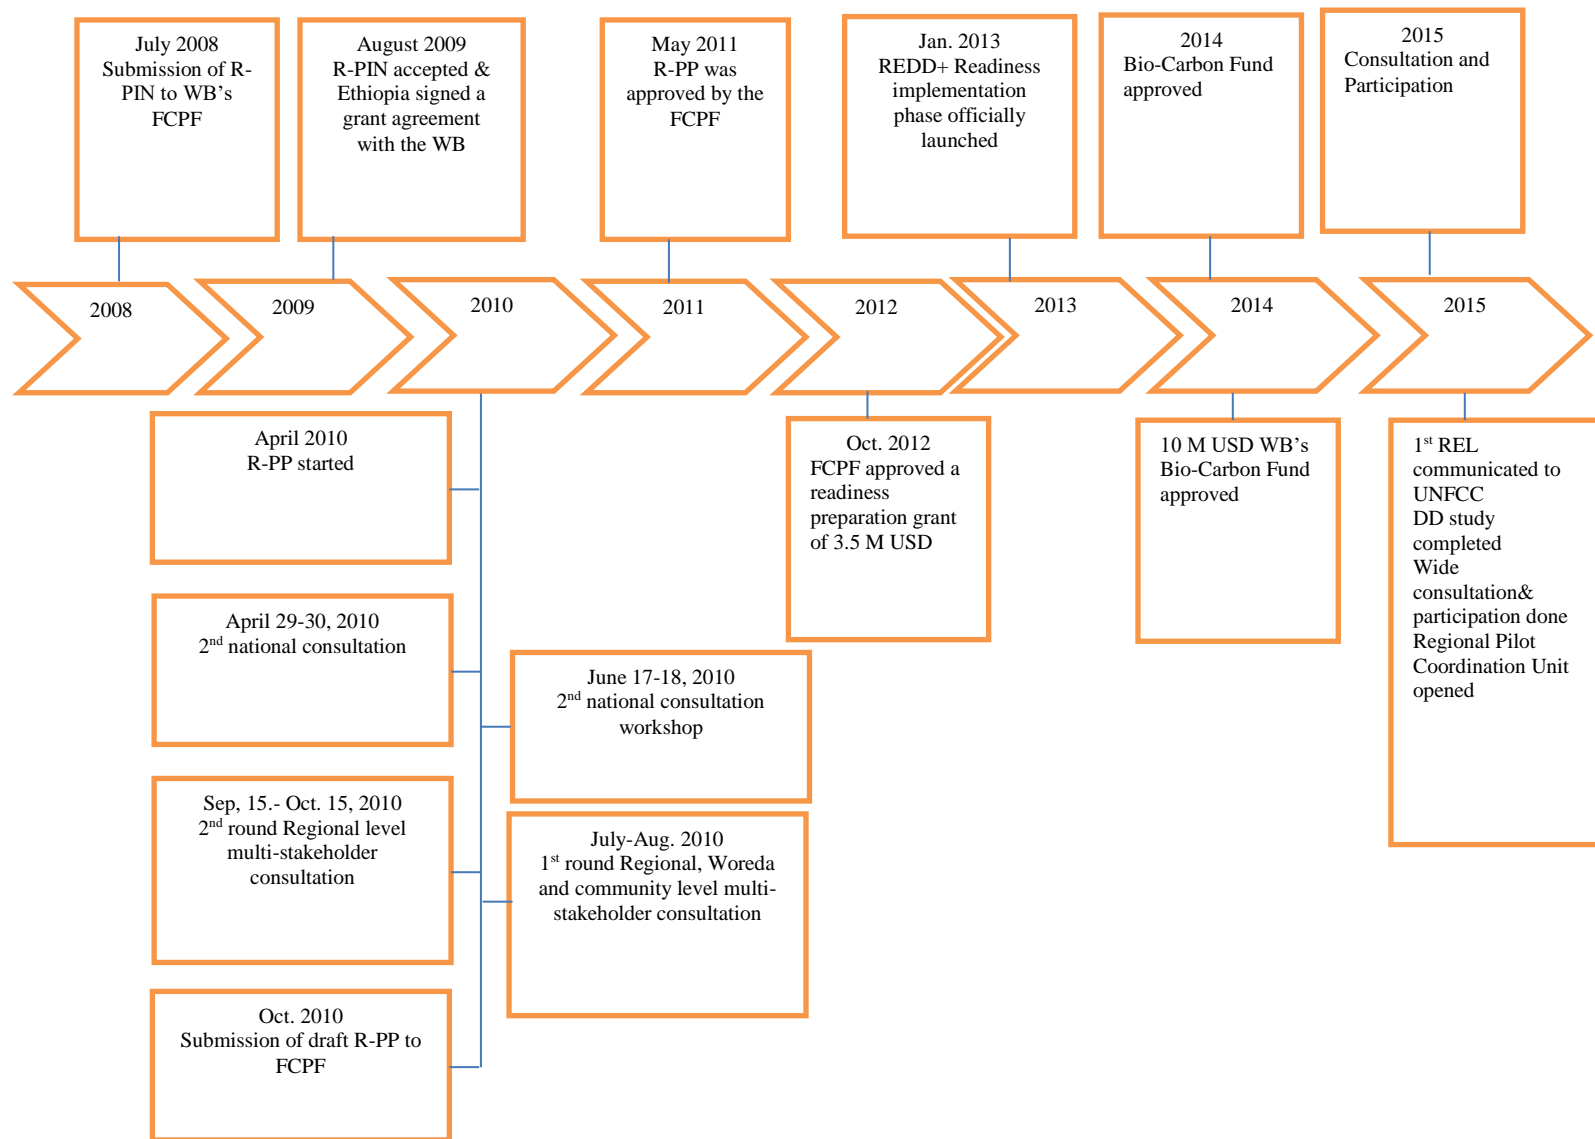 July 2008
Submission of R-
PIN to WB’s
FCPF
August 2009
R-PIN accepted &
Ethiopia signed a
grant agreement
with the WB
May 2011
R-PP was
approved by the
FCPF
Jan. 2013
REDD+ Readiness
implementation
phase officially
launched
2014
Bio-Carbon Fund
approved
2015
Consultation and
Participation
2008
2009
2010
2011
2012
2013
2014
2015
April 2010
R-PP started
April 29-30, 2010
2nd national consultation
June 17-18, 2010
2nd national consultation
workshop
Sep, 15.- Oct. 15, 2010
2nd round Regional level
multi-stakeholder
consultation
July-Aug. 2010
1st round Regional, Woreda
and community level multi-
stakeholder consultation
Oct. 2010
Submission of draft R-PP to
FCPF
Oct. 2012
FCPF approved a
readiness
preparation grant
of 3.5 M USD
10 M USD WB’s
Bio-Carbon Fund
approved
1st REL
communicated to
UNFCC
DD study
completed
Wide
consultation&
participation done
Regional Pilot
Coordination Unit
opened